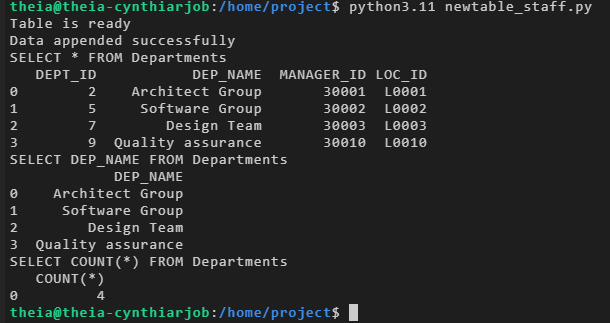 theia@theia-cynthiarjob:/home/project$ python3.11 newtable_staff.py
Table is ready
Data appended successfully
SELECT * FROM Departments
   DEPT_ID            DEP_NAME  MANAGER_ID LOC_ID
0        2     Architect Group       30001  L0001
1        5      Software Group       30002  L0002
2        7         Design Team       30003  L0003
3        9   Quality assurance       30010  L0010
SELECT DEP_NAME FROM Departments
            DEP_NAME
0    Architect Group
1     Software Group
2        Design Team
3  Quality assurance
SELECT COUNT(*) FROM Departments
   COUNT(*)
0         4
theia@theia-cynthiarjob:/home/project$